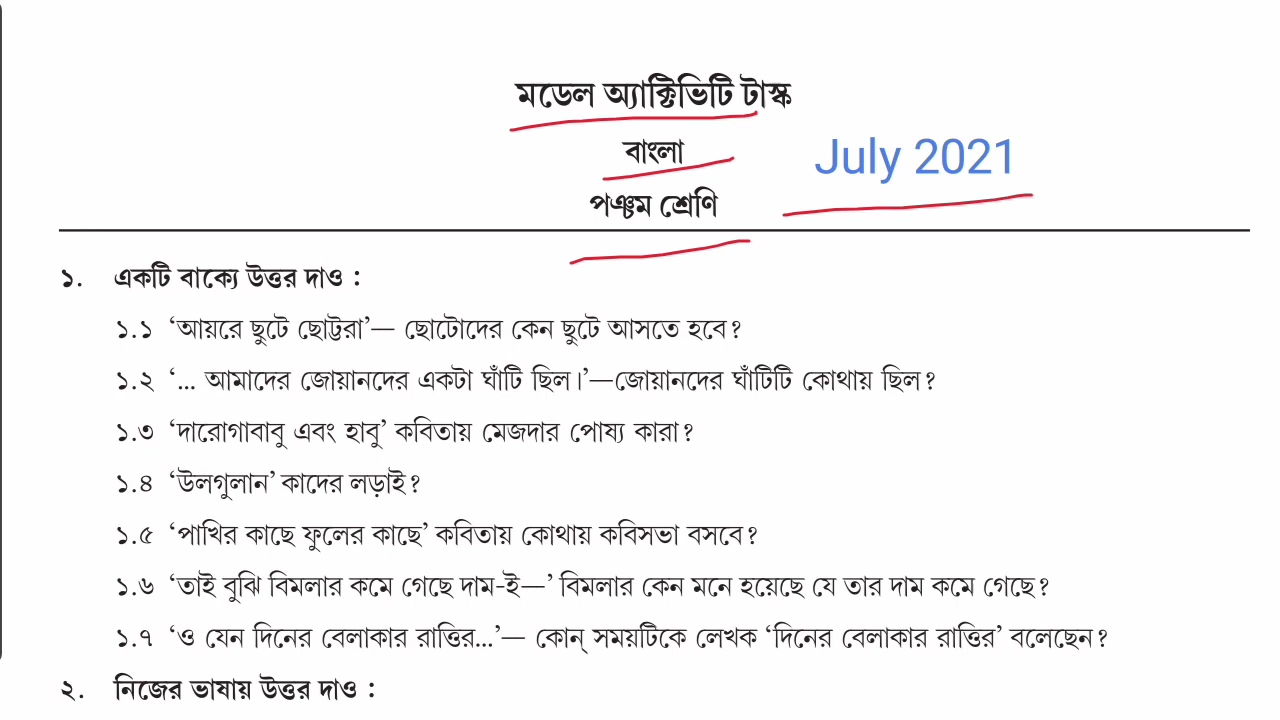 মডেল অ্যাক্টিভিটি টাস্ক
বাংলা
July 2021
পঞ্চম শ্রেণি
১. একটি বাক্যে উত্তর দাও :
১.১ ‘আয়রে ছুটে ছোট্টরা’— ছোটোদের কেন ছুটে আসতে হবে?
১.২ ‘... আমাদের জোয়ানদের একটা ঘাঁটি ছিল।’—জোয়ানদের ঘাঁটিটি কোথায় ছিল?
১.৩ ‘দারোগাবাবু এবং হাবু’ কবিতায় মেজদার পোষ্য কারা?
১.৪ ‘উলগুলান’ কাদের লড়াই?
১.৫ ‘পাখির কাছে ফুলের কাছে’ কবিতায় কোথায় কবিসভা বসবে?
১.৬ ‘তাই বুঝি বিমলার কমে গেছে দাম-ই—’ বিমলার কেন মনে হয়েছে যে তার দাম কমে গেছে?
১.৭ ‘ও যেন দিনের বেলাকার রাত্তির...’— কোন্ সময়টিকে লেখক ‘দিনের বেলাকার রাত্তির’ বলেছেন?
২. নিজের ভাষায় উত্তর দাও :